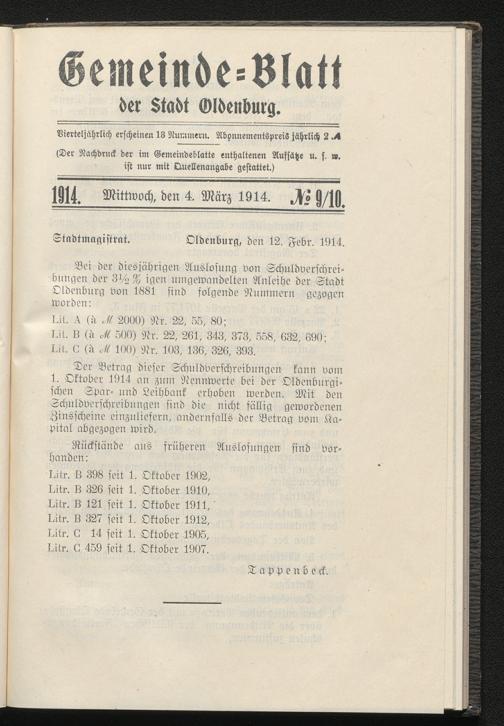 Gemeinde=Blatt
der Stadt Oldenburg.
Vierteljährlich erscheinen 13 Nummern. Abonnementspreis jährlich 2 ℳ
(Der Nachdruck der im Gemeindeblatte enthaltenen Aufsätze u. s. w.
ist nur mit Quellenangabe gestattet.)
1914. Mittwoch, den 4. März 1914. № 9/10.
Stadtmagistrat. Oldenburg, den 12. Febr. 1914.
Bei der diesjährigen Auslosung von Schuldverschrei-
bungen der 3½ % igen umgewandelten Anleihe der Stadt
Oldenburg von 1881 sind folgende Nummern gezogen
worden:
Lit. A (à ℳ 2000) Nr. 22, 55, 80;
Lit. B (à ℳ 500) Nr. 22, 261, 343, 373, 558, 632, 690;
Lit. C (à ℳ 100) Nr. 103, 136, 326, 393.
Der Betrag dieser Schuldverschreibungen kann vom
1. Oktober 1914 an zum Nennwerte bei der Oldenburgi-
schen Spar- und Leihbank erhoben werden. Mit den
Schuldverschreibungen sind die nicht fällig gewordenen
Zinsscheine einzuliefern, andernfalls der Betrag vom Ka-
pital abgezogen wird.
Rückstände aus früheren Auslosungen sind vor-
handen:
Litr. B 398 seit 1. Oktober 1902,
Litr. B 326 seit 1. Oktober 1910,
Litr. B 121 seit 1. Oktober 1911,
Litr. B 327 seit 1. Oktober 1912,
Litr. C 14 seit 1. Oktober 1905,
Litr. C 459 seit 1. Oktober 1907.
Tappenbeck.